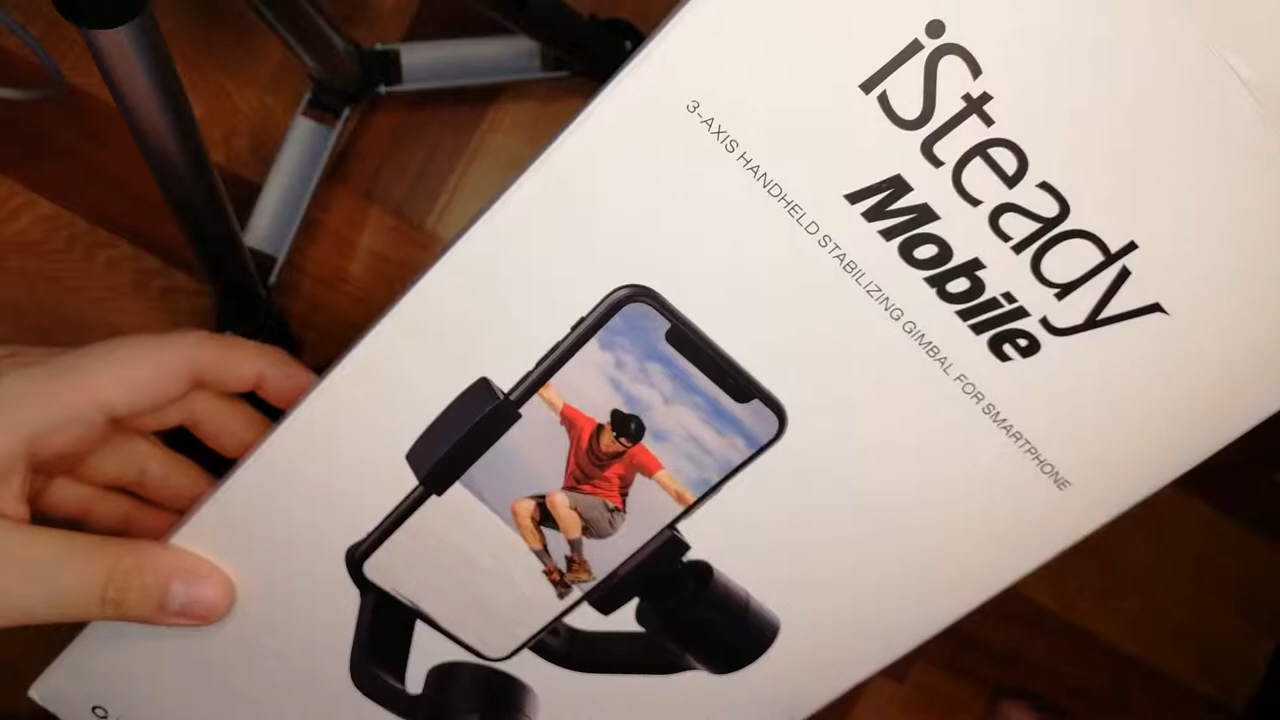 iSteady
Mobile
3-AXIS HANDHELD STABILIZING GIMBAL FOR SMARTPHONE